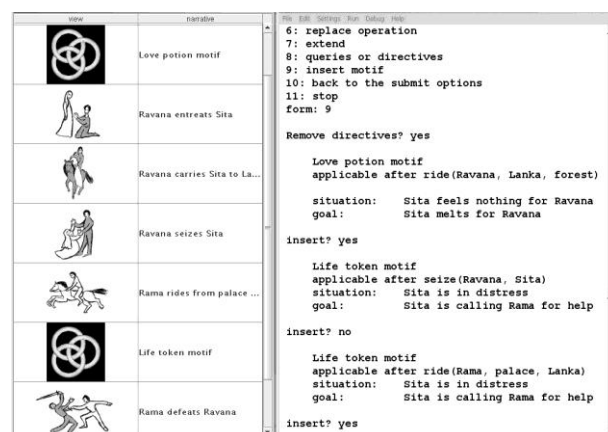 view narrative
Love potion motif
Ravana entreats Sita
Ravana carries Sita to La...
Ravana seizes Sita
Rama rides from palace ...
Life token motif
Rama defeats Ravana
File Edit Settings Run Debug Help
6: replace operation
7: extend
8: queries or directives
9: insert motif
10: back to the submit options
11: stop
form: 9
Remove directives? yes
Love potion motif
applicable after ride(Ravana, Lanka, forest)
situation: Sita feels nothing for Ravana
goal: Sita melts for Ravana
insert? yes
Life token motif
applicable after seize(Ravana, Sita)
situation: Sita is in distress
goal: Sita is calling Rama for help
insert? no
Life token motif
applicable after ride(Rama, palace, Lanka)
situation: Sita is in distress
goal: Sita is calling Rama for help
insert? yes